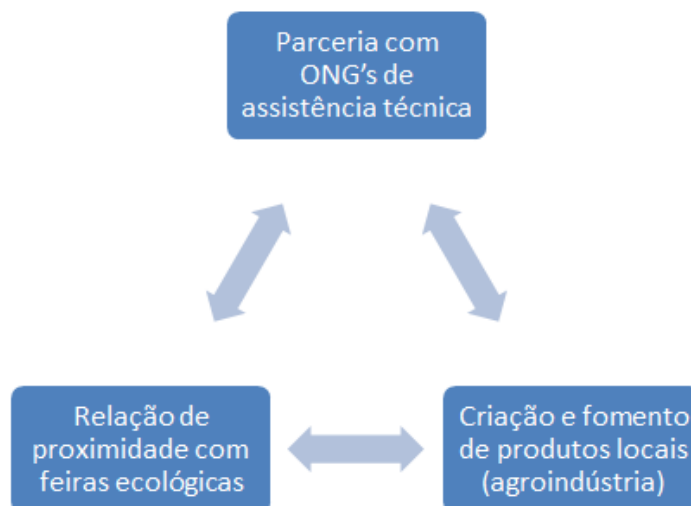 Parceria com
ONG's de
assistência técnica
Relação de
proximidade com
feiras ecológicas
Criação e fomento
de produtos locais
(agroindústria)